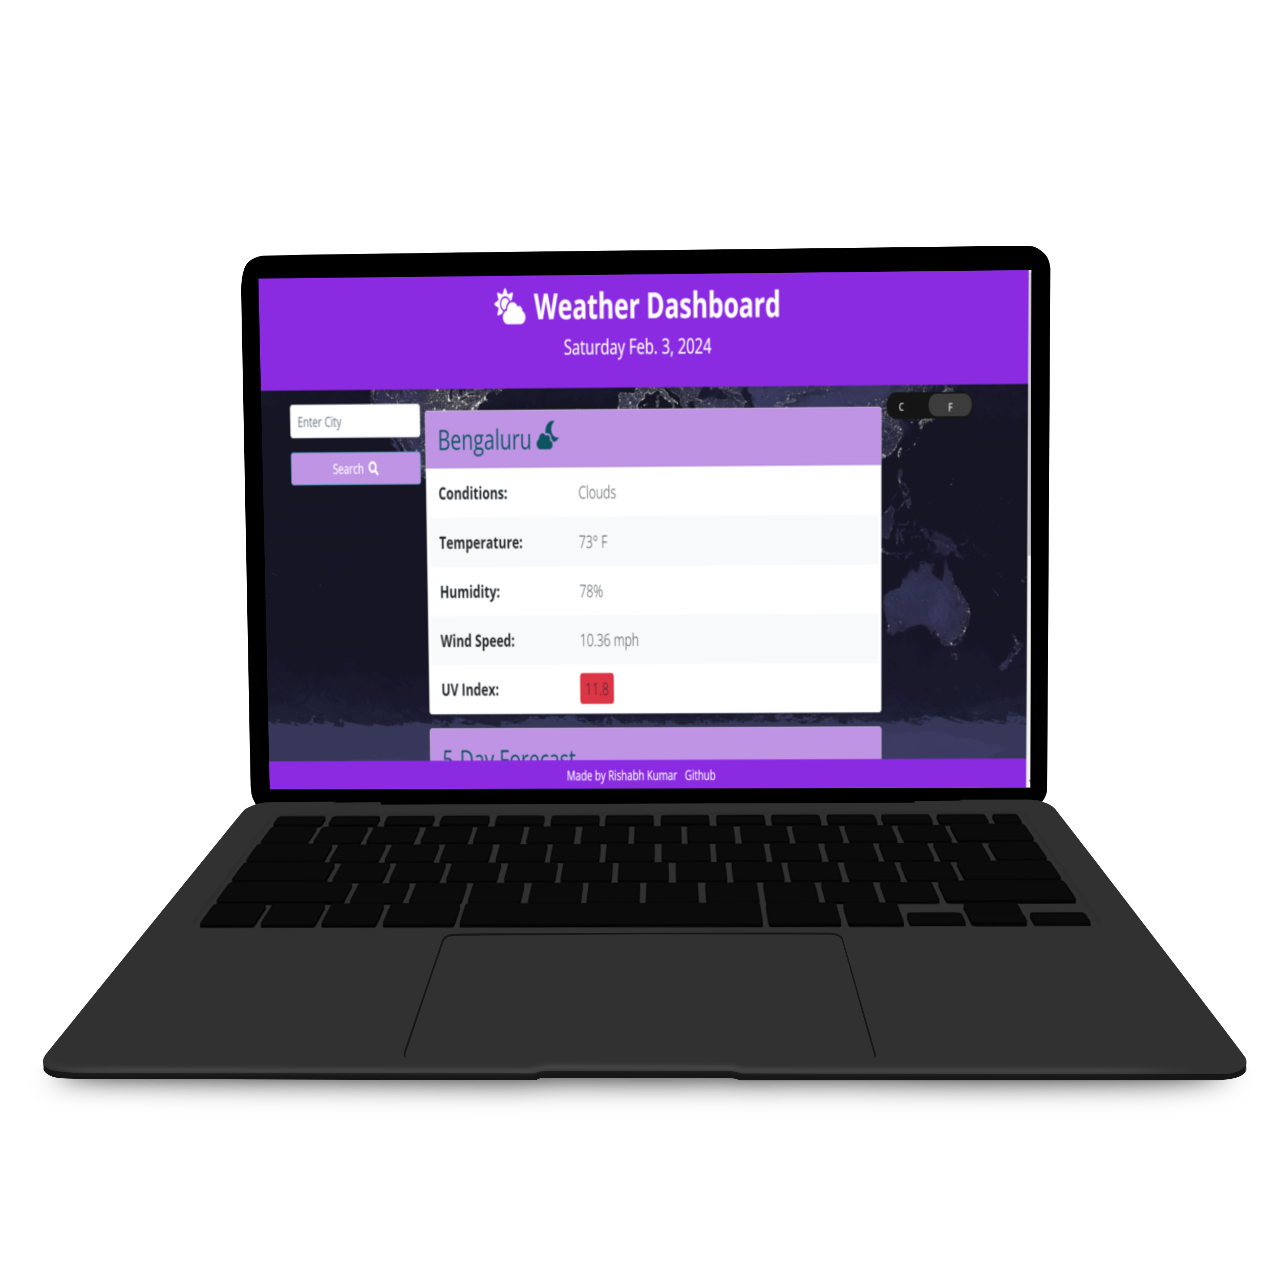 Weather Dashboard
Saturday Feb. 3, 2024
Enter City
Search
C F
Bengaluru
Conditions: Clouds
Temperature: 73° F
Humidity: 78%
Wind Speed: 10.36 mph
UV Index: 11.8
5-Day Forecast
Made by Rishabh Kumar Github